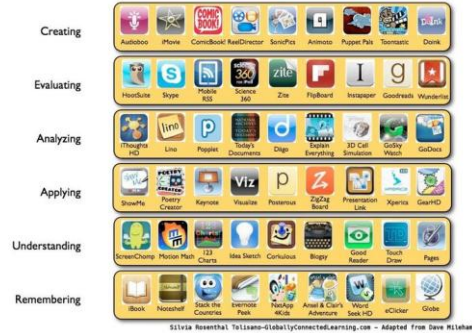 Creating
Audioboo iMovie ComicBook! ReelDirector SonicPics Animoto Puppet Pals Toontastic Doink
Evaluating
HootSuite Skype Mobile RSS Science 360 Zite FlipBoard Instapaper Goodreads Wunderlist
Analyzing
iThoughts HD Lino Popplet Today's Documents Diigo Explain Everything 3D Cell Simulation GoSky Watch GoDocs
Applying
ShowMe Poetry Creator Keynote Visualize Posterous ZigZag Board Presentation Link Xperica GearHD
Understanding
ScreenChomp Motion Math 123 Charts Idea Sketch Corkulous Blogsy Good Reader Touch Draw Pages
Remembering
iBook Noteshelf Stack the Countries Evernote Peek NxtApp 4Kids Ansel & Clair's Adventure Word Seek HD eClicker Globe
Silvia Rosenthal Tolisano-GloballyConnectedLearning.com - Adapted from Dave Mileham